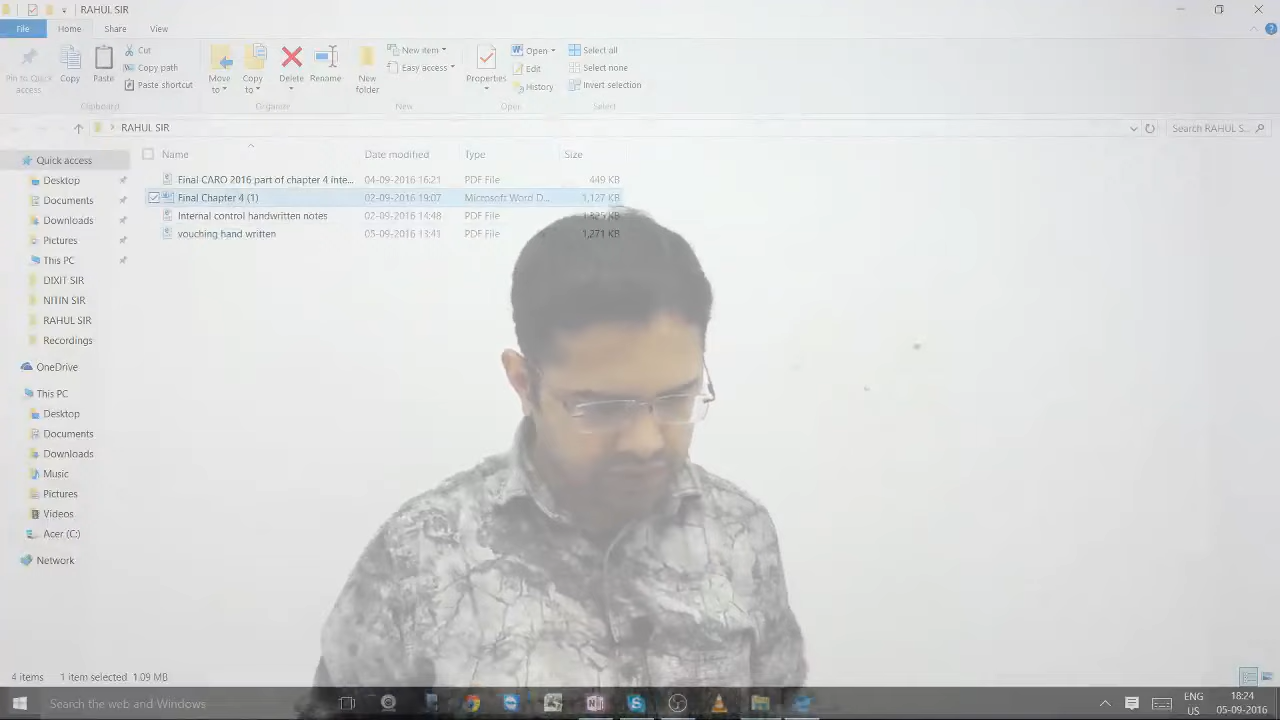 RAHUL SIR
File Home Share View
Pin to Quick access
Copy
Paste
Cut
Copy path
Paste shortcut
Clipboard
Move to
Copy to
Delete
Rename
Organize
New folder
New item
Easy access
New
Properties
Open
Edit
History
Open
Select all
Select none
Invert selection
Select
RAHUL SIR
Search RAHUL S...
Name Date modified Type Size
Final CARO 2016 part of chapter 4 inte... 04-09-2016 16:21 PDF File 449 KB
Final Chapter 4 (1) 02-09-2016 19:07 Microsoft Word D... 1,127 KB
Internal control handwritten notes 02-09-2016 14:48 PDF File KB
vouching hand written 05-09-2016 13:41 PDF File 1,271 KB
Quick access
Desktop
Documents
Downloads
Pictures
This PC
DIXIT SIR
NITIN SIR
RAHUL SIR
Recordings
OneDrive
This PC
Desktop
Documents
Downloads
Music
Pictures
Videos
Acer (C:)
Network
4 items 1 item selected 1.09 MB
Search the web and Windows
ENG
US
18:24
05-09-2016